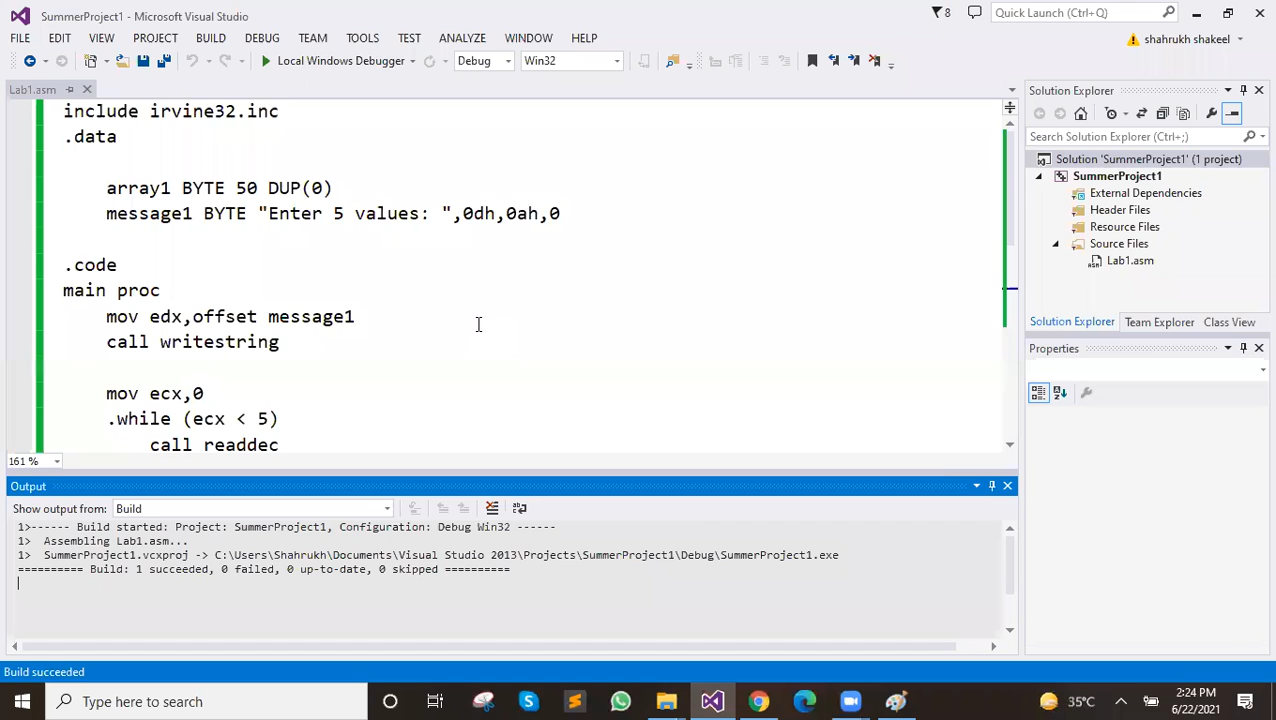 SummerProject1 - Microsoft Visual Studio
8
Quick Launch (Ctrl+Q)
FILE EDIT VIEW PROJECT BUILD DEBUG TEAM TOOLS TEST ANALYZE WINDOW HELP
shahrukh shakeel
Local Windows Debugger
Debug
Win32
Lab1.asm
include irvine32.inc
.data
array1 BYTE 50 DUP(0)
message1 BYTE "Enter 5 values: ",0dh,0ah,0
.code
main proc
mov edx,offset message1
call writestring
mov ecx,0
.while (ecx < 5)
call readdec
161 %
Solution Explorer
Search Solution Explorer (Ctrl+;)
Solution 'SummerProject1' (1 project)
SummerProject1
External Dependencies
Header Files
Resource Files
Source Files
Lab1.asm
Solution Explorer Team Explorer Class View
Properties
Output
Show output from: Build
1>------ Build started: Project: SummerProject1, Configuration: Debug Win32 ------
1> Assembling Lab1.asm...
1> SummerProject1.vcxproj -> C:\Users\Shahrukh\Documents\Visual Studio 2013\Projects\SummerProject1\Debug\SummerProject1.exe
========== Build: 1 succeeded, 0 failed, 0 up-to-date, 0 skipped ==========
Build succeeded
Type here to search
35°C
2:24 PM
6/22/2021